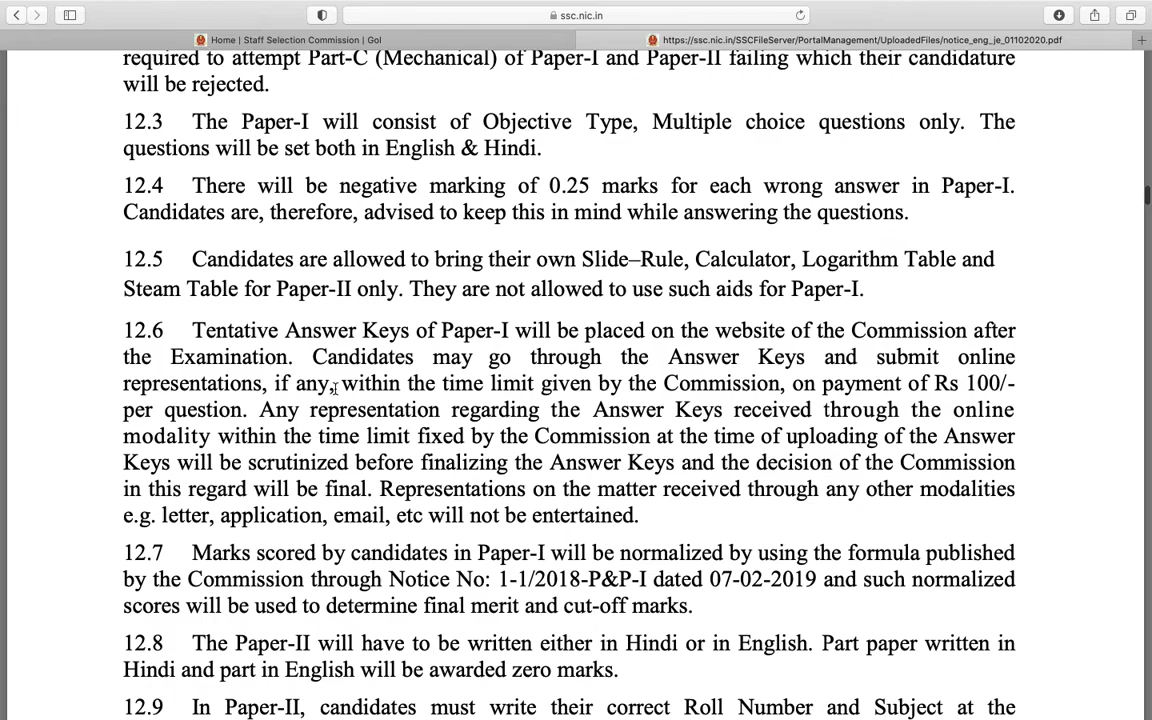 ssc.nic.in
Home | Staff Selection Commission | GoI
https://ssc.nic.in/SSCFileServer/PortalManagement/UploadedFiles/notice_eng_je_01102020.pdf
required to attempt Part-C (Mechanical) of Paper-I and Paper-II failing which their candidature
will be rejected.
12.3 The Paper-I will consist of Objective Type, Multiple choice questions only. The
questions will be set both in English & Hindi.
12.4 There will be negative marking of 0.25 marks for each wrong answer in Paper-I.
Candidates are, therefore, advised to keep this in mind while answering the questions.
12.5 Candidates are allowed to bring their own Slide–Rule, Calculator, Logarithm Table and
Steam Table for Paper-II only. They are not allowed to use such aids for Paper-I.
12.6 Tentative Answer Keys of Paper-I will be placed on the website of the Commission after
the Examination. Candidates may go through the Answer Keys and submit online
representations, if any, within the time limit given by the Commission, on payment of Rs 100/-
per question. Any representation regarding the Answer Keys received through the online
modality within the time limit fixed by the Commission at the time of uploading of the Answer
Keys will be scrutinized before finalizing the Answer Keys and the decision of the Commission
in this regard will be final. Representations on the matter received through any other modalities
e.g. letter, application, email, etc will not be entertained.
12.7 Marks scored by candidates in Paper-I will be normalized by using the formula published
by the Commission through Notice No: 1-1/2018-P&P-I dated 07-02-2019 and such normalized
scores will be used to determine final merit and cut-off marks.
12.8 The Paper-II will have to be written either in Hindi or in English. Part paper written in
Hindi and part in English will be awarded zero marks.
12.9 In Paper-II, candidates must write their correct Roll Number and Subject at the